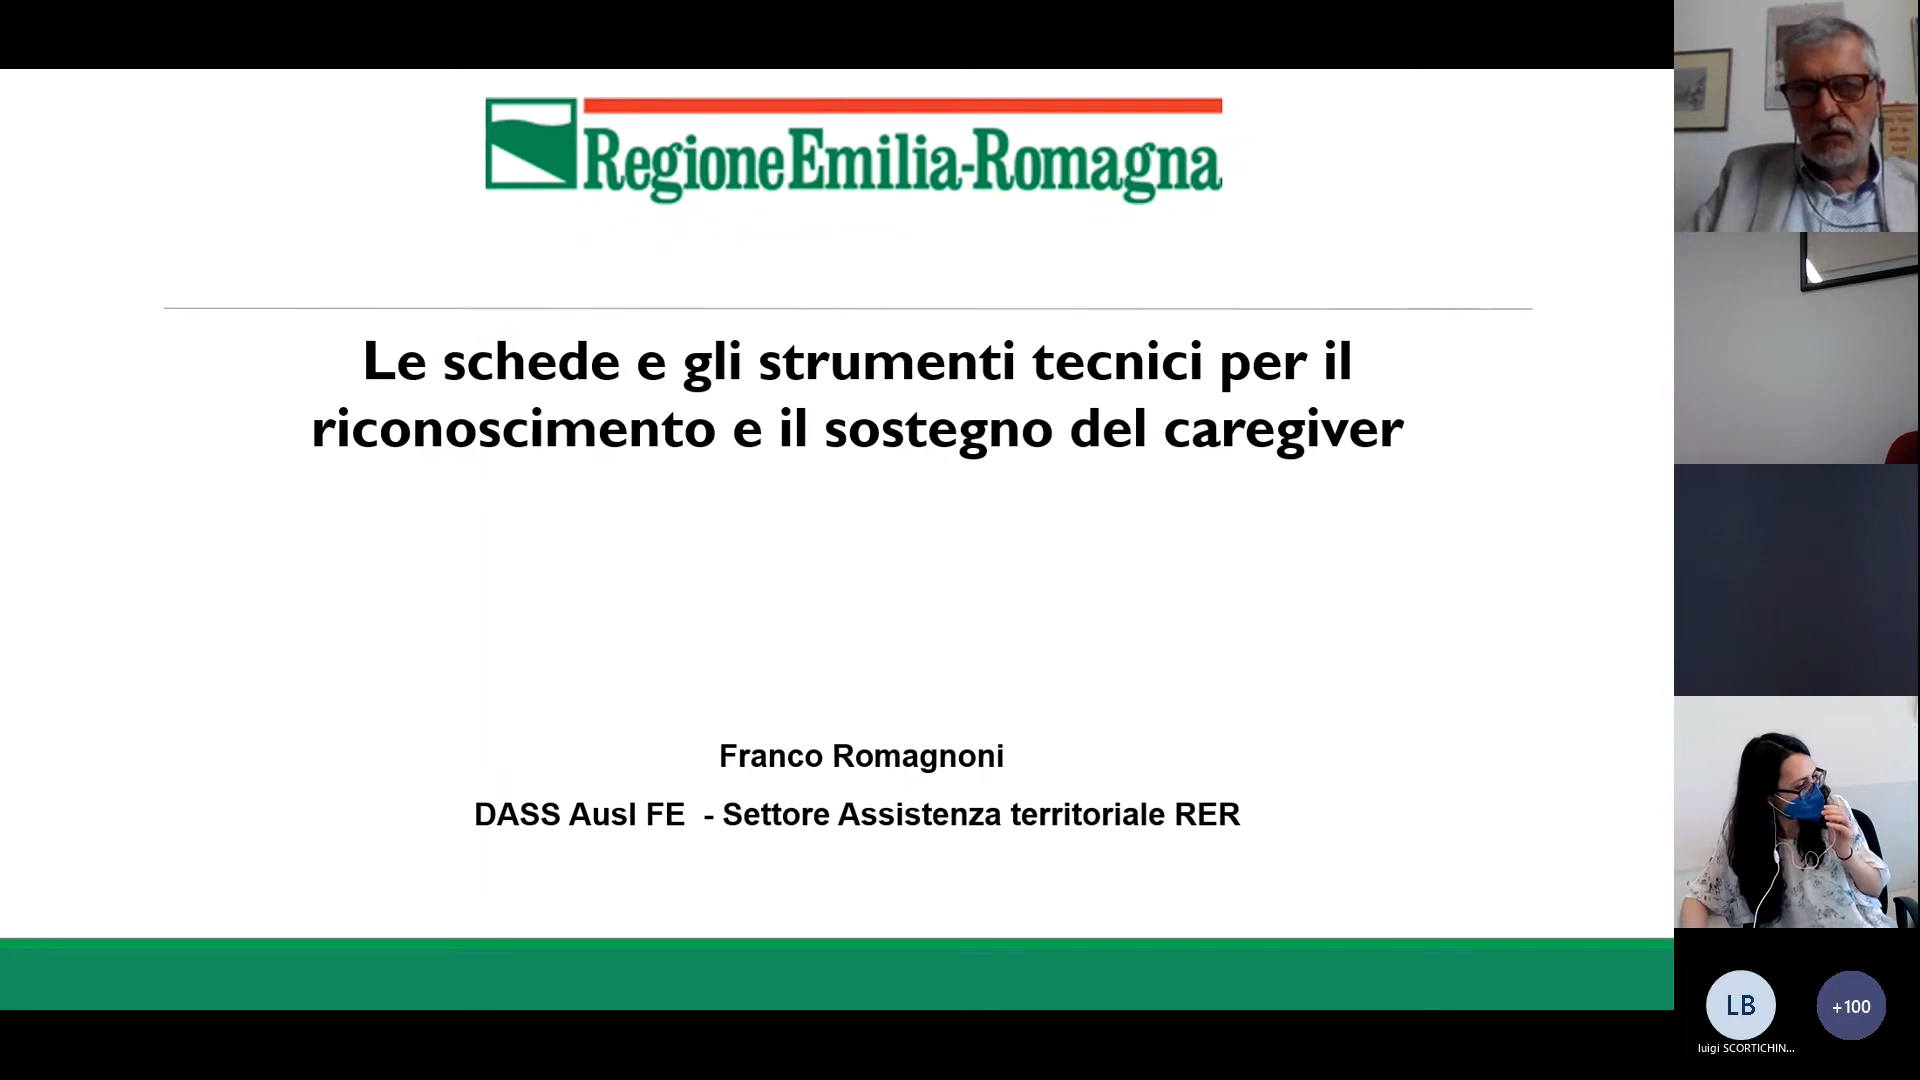 RegioneEmilia-Romagna
Le schede e gli strumenti tecnici per il
riconoscimento e il sostegno del caregiver
Franco Romagnoni
DASS Ausl FE - Settore Assistenza territoriale RER
LB
+100
luigi SCORTICHIN...